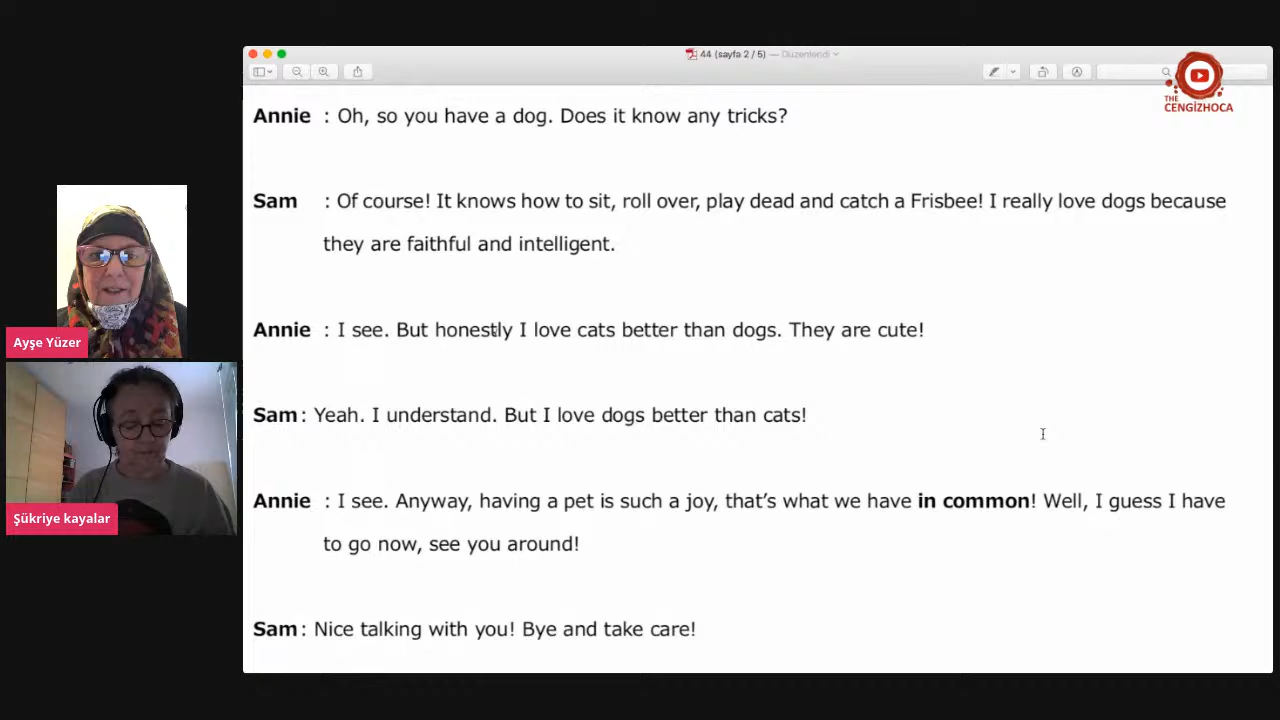 44 (sayfa 2 / 5) — Düzenlendi
THE
CENGİZHOCA
Annie : Oh, so you have a dog. Does it know any tricks?
Sam : Of course! It knows how to sit, roll over, play dead and catch a Frisbee! I really love dogs because
they are faithful and intelligent.
Annie : I see. But honestly I love cats better than dogs. They are cute!
Sam : Yeah. I understand. But I love dogs better than cats!
Annie : I see. Anyway, having a pet is such a joy, that's what we have in common! Well, I guess I have
to go now, see you around!
Sam : Nice talking with you! Bye and take care!
Ayşe Yüzer
Şükriye kayalar